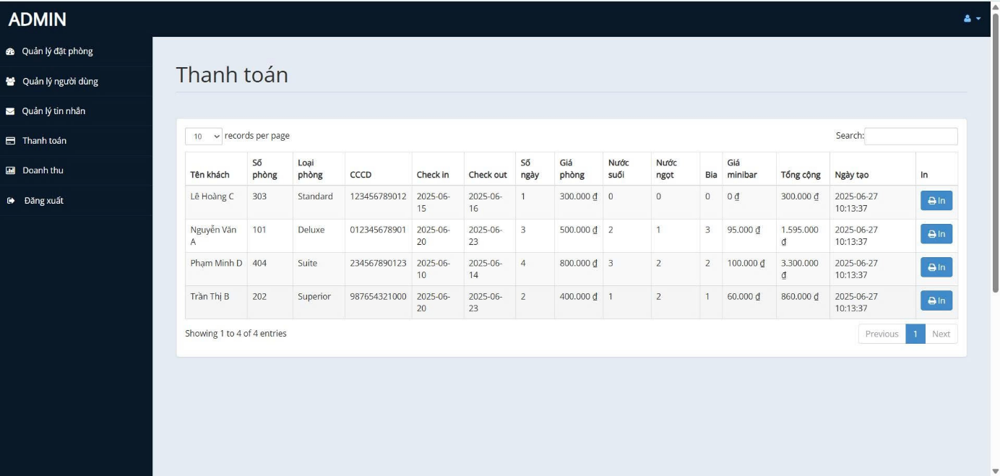 ADMIN
Quản lý đặt phòng
Quản lý người dùng
Quản lý tin nhắn
Thanh toán
Doanh thu
Đăng xuất
Thanh toán
10 records per page Search:
Tên khách Số phòng Loại phòng CCCD Check in Check out Số ngày Giá phòng Nước suối Nước ngọt Bia Giá minibar Tổng cộng Ngày tạo In
Lê Hoàng C 303 Standard 123456789012 2025-06-15 2025-06-16 1 300.000 ₫ 0 0 0 0 ₫ 300.000 ₫ 2025-06-27 10:13:37 In
Nguyễn Văn A 101 Deluxe 012345678901 2025-06-20 2025-06-23 3 500.000 ₫ 2 1 3 95.000 ₫ 1.595.000 ₫ 2025-06-27 10:13:37 In
Phạm Minh D 404 Suite 234567890123 2025-06-10 2025-06-14 4 800.000 ₫ 3 2 2 100.000 ₫ 3.300.000 ₫ 2025-06-27 10:13:37 In
Trần Thị B 202 Superior 987654321000 2025-06-20 2025-06-23 2 400.000 ₫ 1 2 1 60.000 ₫ 860.000 ₫ 2025-06-27 10:13:37 In
Showing 1 to 4 of 4 entries
Previous 1 Next